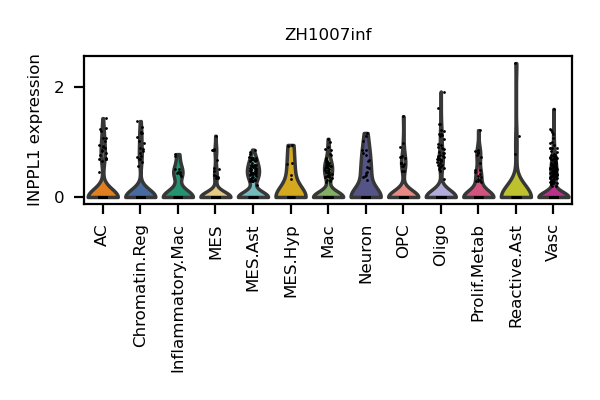 ZH1007inf
INPPL1 expression
2
0
AC
Chromatin.Reg
Inflammatory.Mac
MES
MES.Ast
MES.Hyp
Mac
Neuron
OPC
Oligo
Prolif.Metab
Reactive.Ast
Vasc